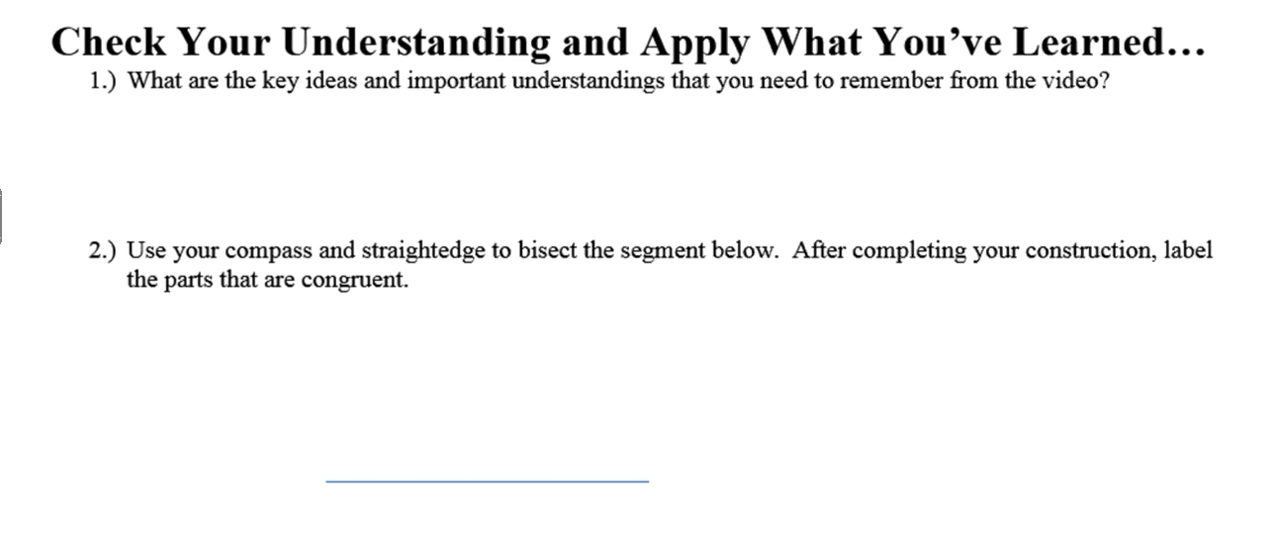 Check Your Understanding and Apply What You’ve Learned…
1.) What are the key ideas and important understandings that you need to remember from the video?
2.) Use your compass and straightedge to bisect the segment below.  After completing your construction, label
the parts that are congruent.